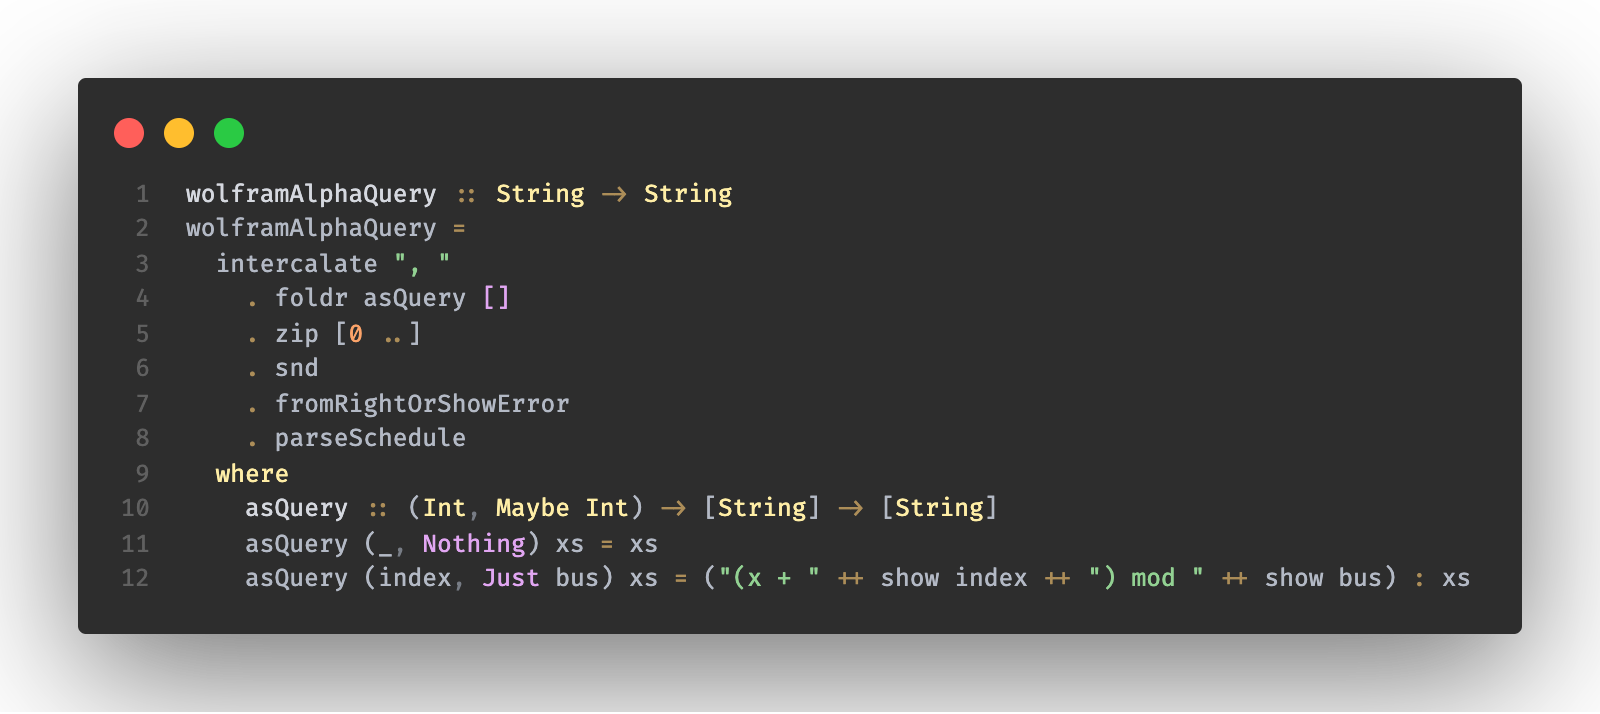 1 wolframAlphaQuery :: String -> String
2 wolframAlphaQuery =
3   intercalate ", "
4     . foldr asQuery []
5     . zip [0 ..]
6     . snd
7     . fromRightOrShowError
8     . parseSchedule
9   where
10     asQuery :: (Int, Maybe Int) -> [String] -> [String]
11     asQuery (_, Nothing) xs = xs
12     asQuery (index, Just bus) xs = ("(x + " ++ show index ++ ") mod " ++ show bus) : xs